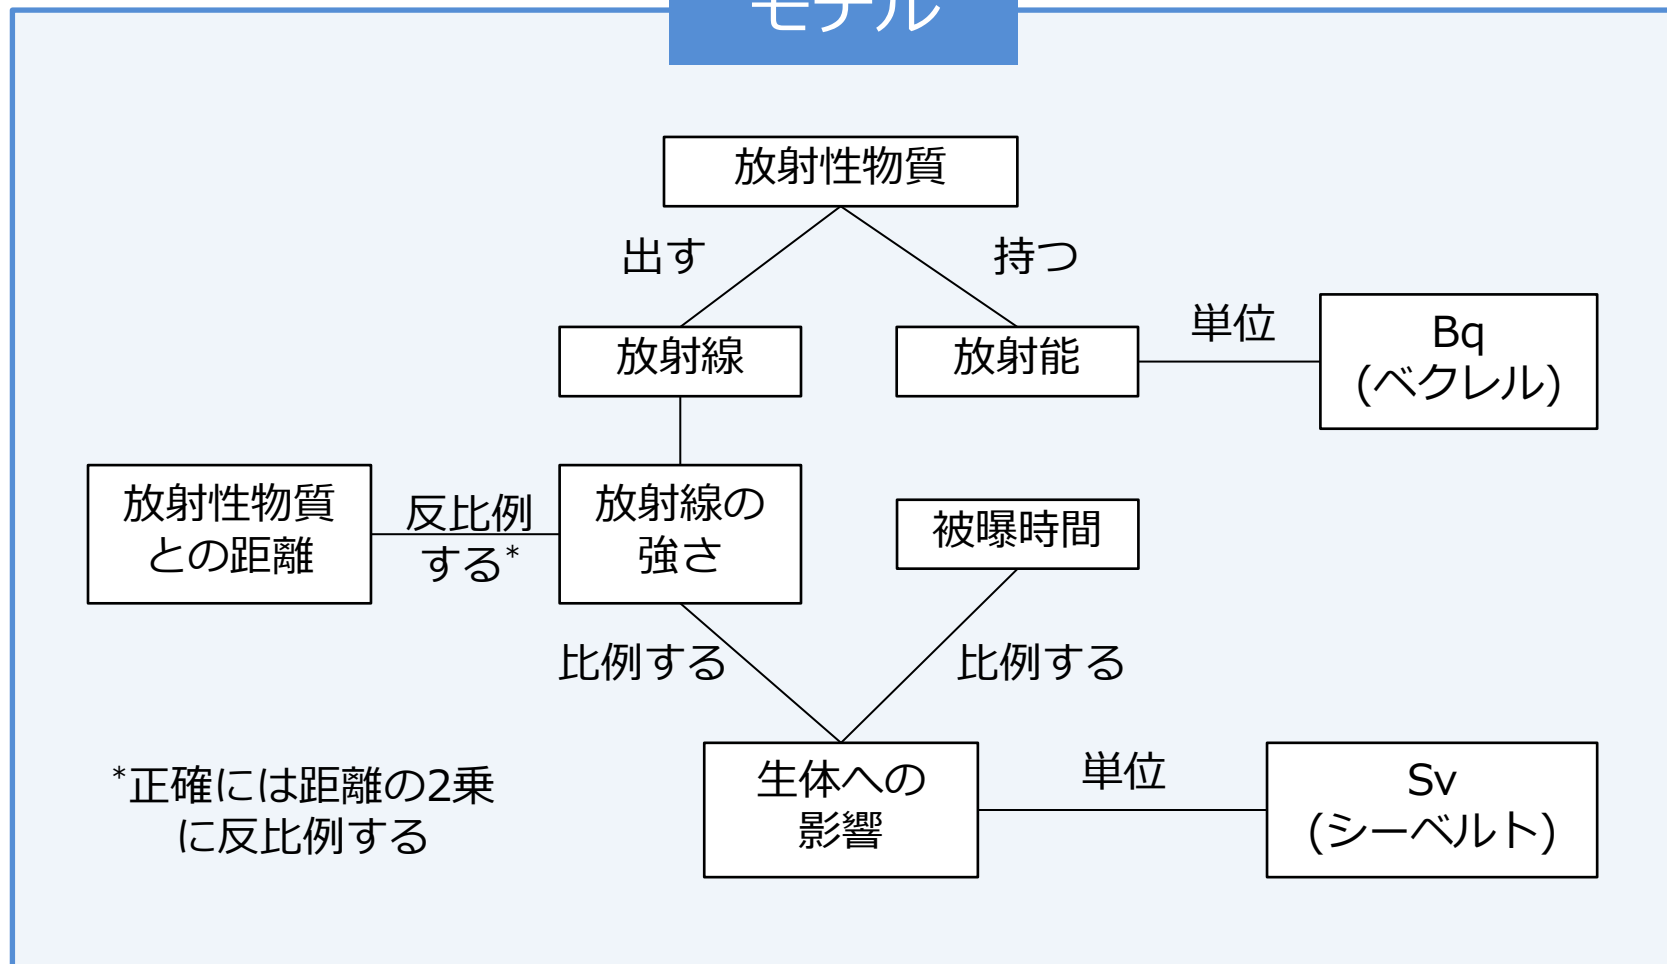 モデル
放射性物質
出す
持つ
単位
放射線
放射能
Bq
(ベクレル)
放射性物質
との距離
反比例
する*
放射線の
強さ
被曝時間
比例する
比例する
*正確には距離の2乗
に反比例する
生体への
影響
単位
Sv
(シーベルト)